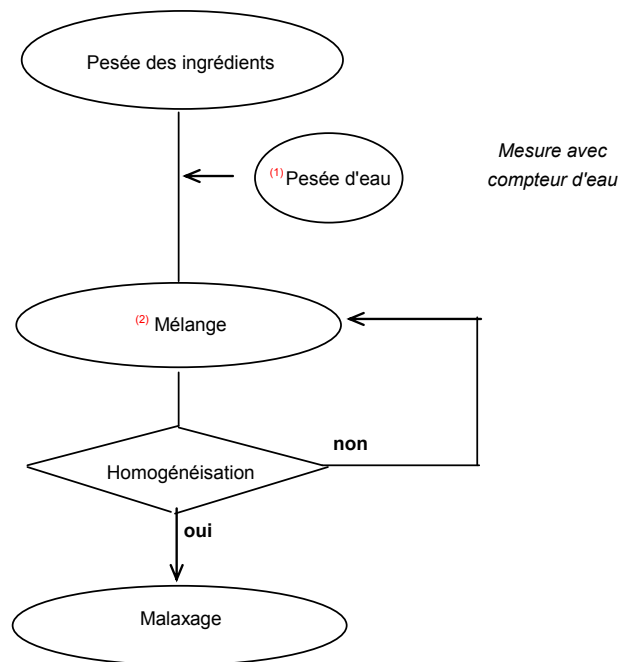 Pesée des ingrédients
(1) Pesée d'eau
Mesure avec
compteur d'eau
(2) Mélange
non
Homogénéisation
oui
Malaxage